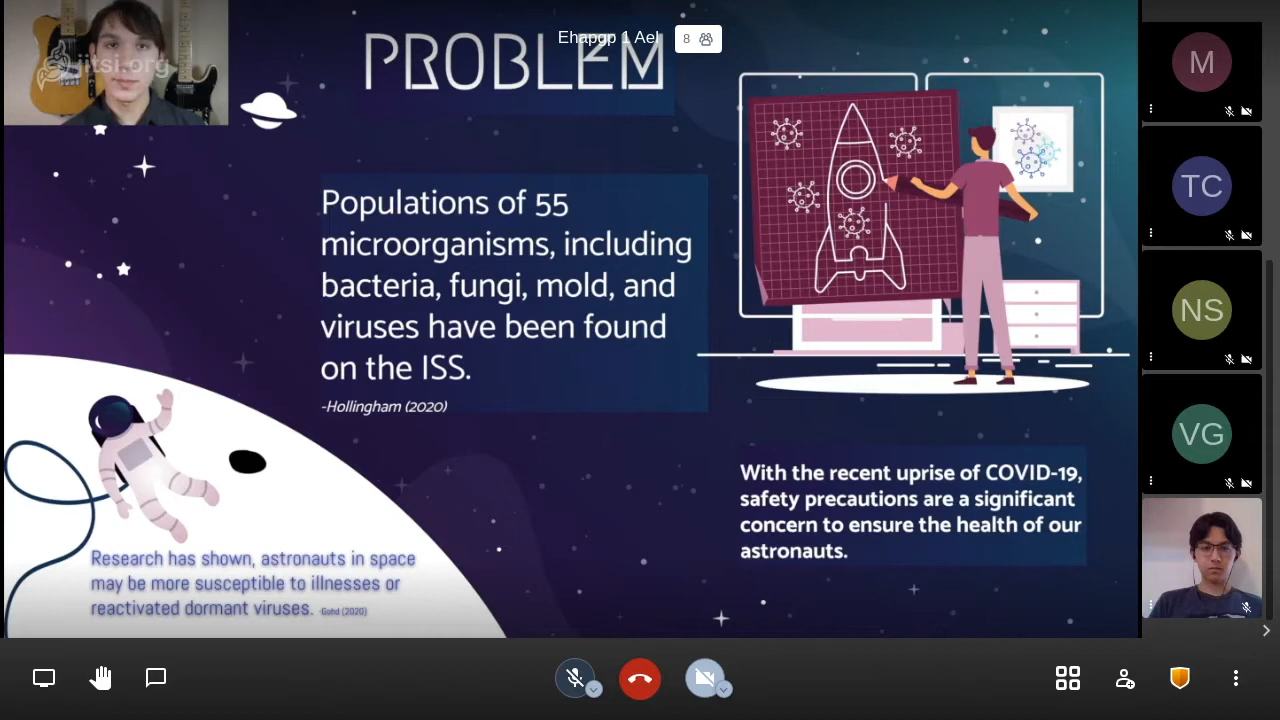 jitsi.org
PROBLEM
Ehapgp 1 Ael
8
M
Populations of 55
microorganisms, including
bacteria, fungi, mold, and
viruses have been found
on the ISS.
-Hollingham (2020)
TC
NS
VG
With the recent uprise of COVID-19,
safety precautions are a significant
concern to ensure the health of our
astronauts.
Research has shown, astronauts in space
may be more susceptible to illnesses or
reactivated dormant viruses. -Gohd (2020)